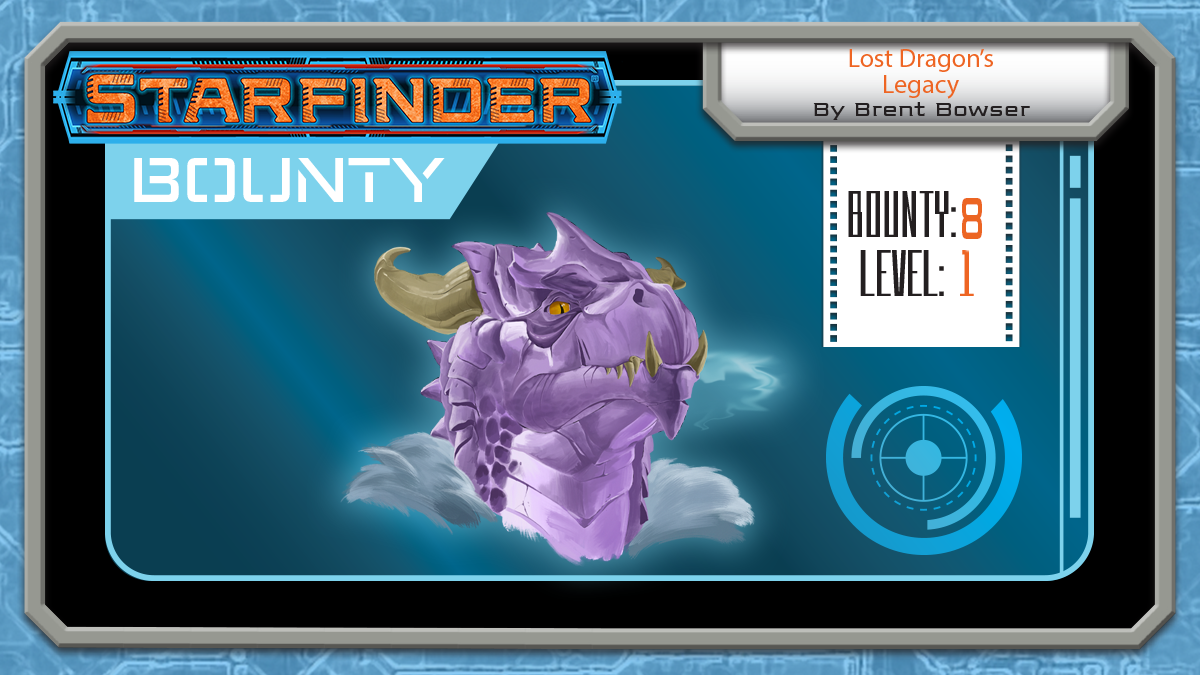 STARFINDER®
BOUNTY
Lost Dragon’s
Legacy
By Brent Bowser
BOUNTY: 8
LEVEL: 1